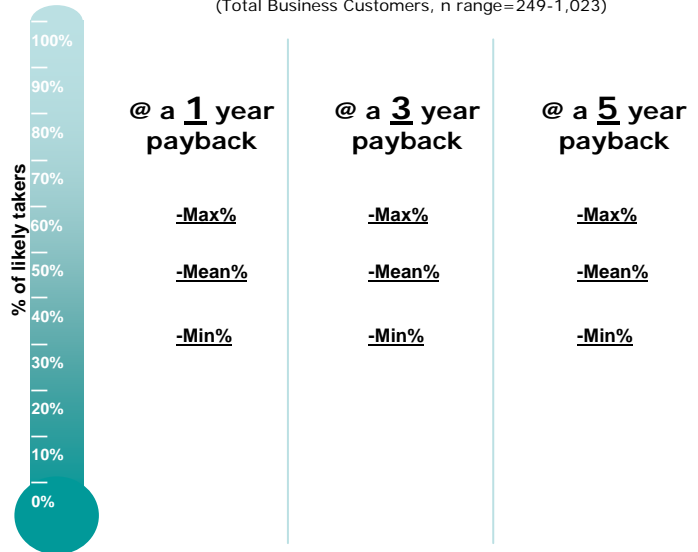 (Total Business Customers, n range=249-1,023)
% of likely takers
100%
90%
80%
70%
60%
50%
40%
30%
20%
10%
0%
@ a 1 year
payback
-Max%
-Mean%
-Min%
@ a 3 year
payback
-Max%
-Mean%
-Min%
@ a 5 year
payback
-Max%
-Mean%
-Min%